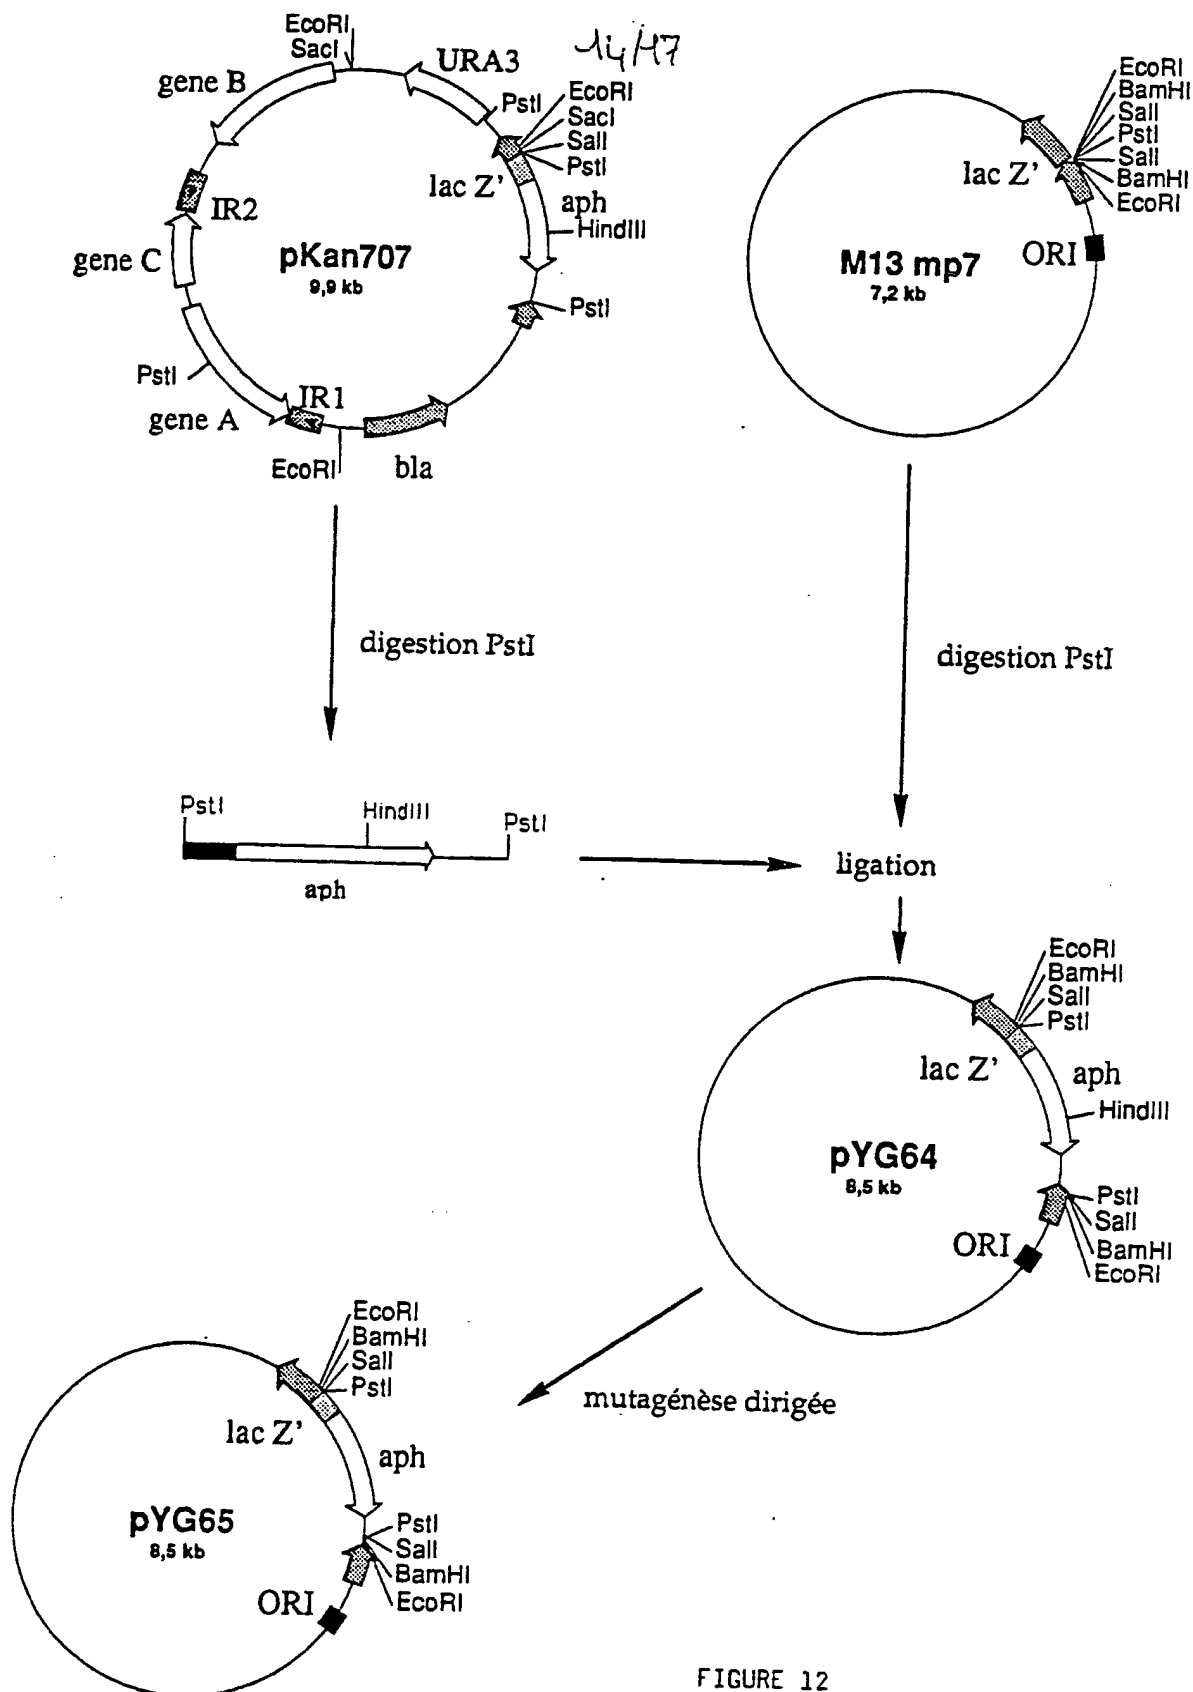 14/17
EcoRI
SacI
gene B
URA3
PstI
EcoRI
SacI
SalI
PstI
lac Z'
aph
HindIII
IR2
gene C
pKan707
9,9 kb
PstI
PstI
IR1
gene A
EcoRI
bla
EcoRI
BamHI
SalI
PstI
SalI
BamHI
EcoRI
lac Z'
ORI
M13 mp7
7,2 kb
digestion PstI
digestion PstI
PstI
HindIII
PstI
aph
ligation
EcoRI
BamHI
SalI
PstI
lac Z'
aph
HindIII
pYG64
8,5 kb
PstI
SalI
BamHI
EcoRI
ORI
mutagénèse dirigée
EcoRI
BamHI
SalI
PstI
lac Z'
aph
pYG65
8,5 kb
PstI
SalI
BamHI
EcoRI
ORI
FIGURE 12